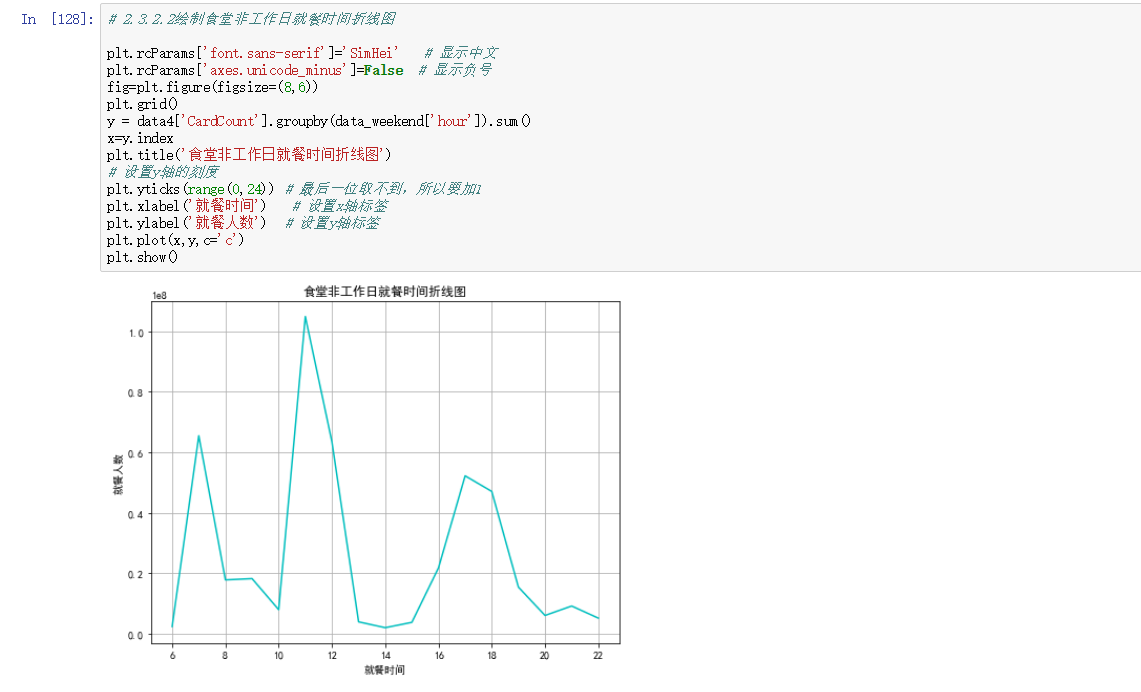 In [128]:
# 2.3.2.2绘制食堂非工作日就餐时间折线图
plt.rcParams['font.sans-serif']='SimHei'   # 显示中文
plt.rcParams['axes.unicode_minus']=False  # 显示负号
fig=plt.figure(figsize=(8,6))
plt.grid()
y = data4['CardCount'].groupby(data_weekend['hour']).sum()
x=y.index
plt.title('食堂非工作日就餐时间折线图')
# 设置y轴的刻度
plt.yticks(range(0,24)) # 最后一位取不到，所以要加1
plt.xlabel('就餐时间')   # 设置x轴标签
plt.ylabel('就餐人数')  # 设置y轴标签
plt.plot(x,y,c='c')
plt.show()
食堂非工作日就餐时间折线图
1e8
1.0
0.8
0.6
0.4
0.2
0.0
就餐人数
6 8 10 12 14 16 18 20 22
就餐时间